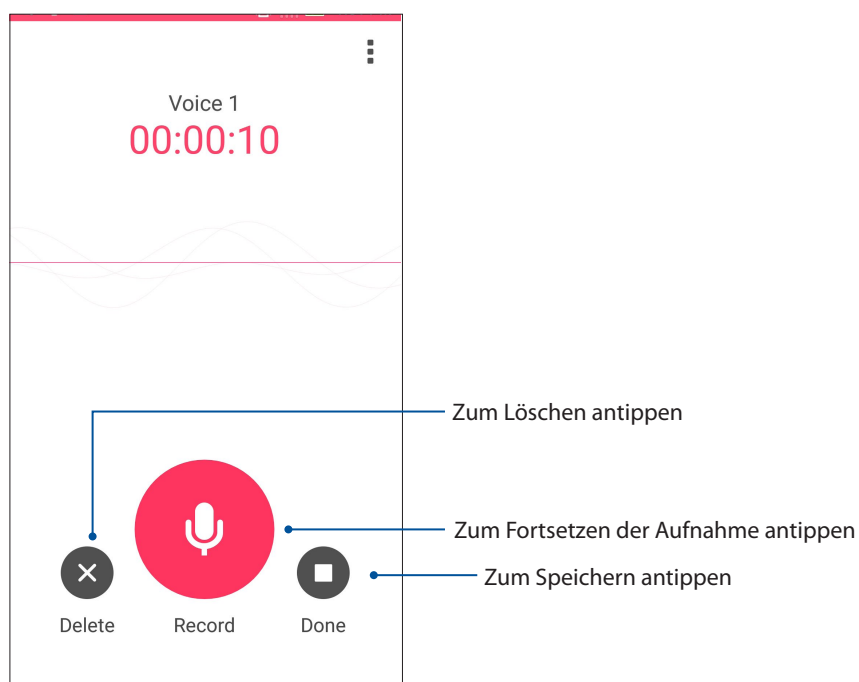 Voice 1
00:00:10
Zum Löschen antippen
Zum Fortsetzen der Aufnahme antippen
Zum Speichern antippen
Delete
Record
Done